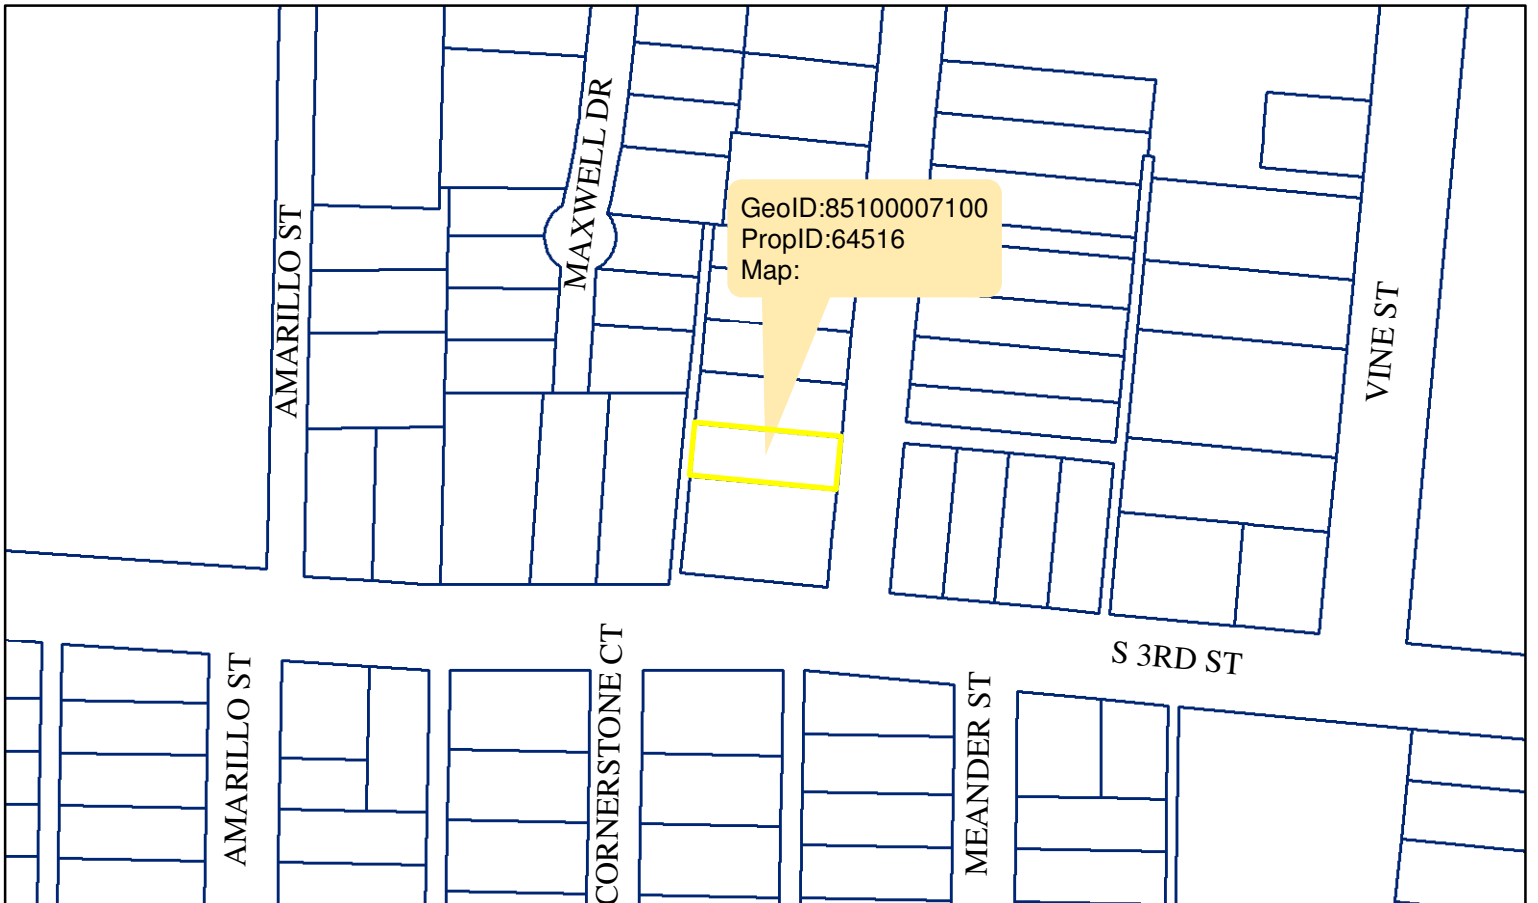 MAXWELL DR
AMARILLO ST
GeoID:85100007100
PropID:64516
Map:
VINE ST
S 3RD ST
AMARILLO ST
CORNERSTONE CT
MEANDER ST